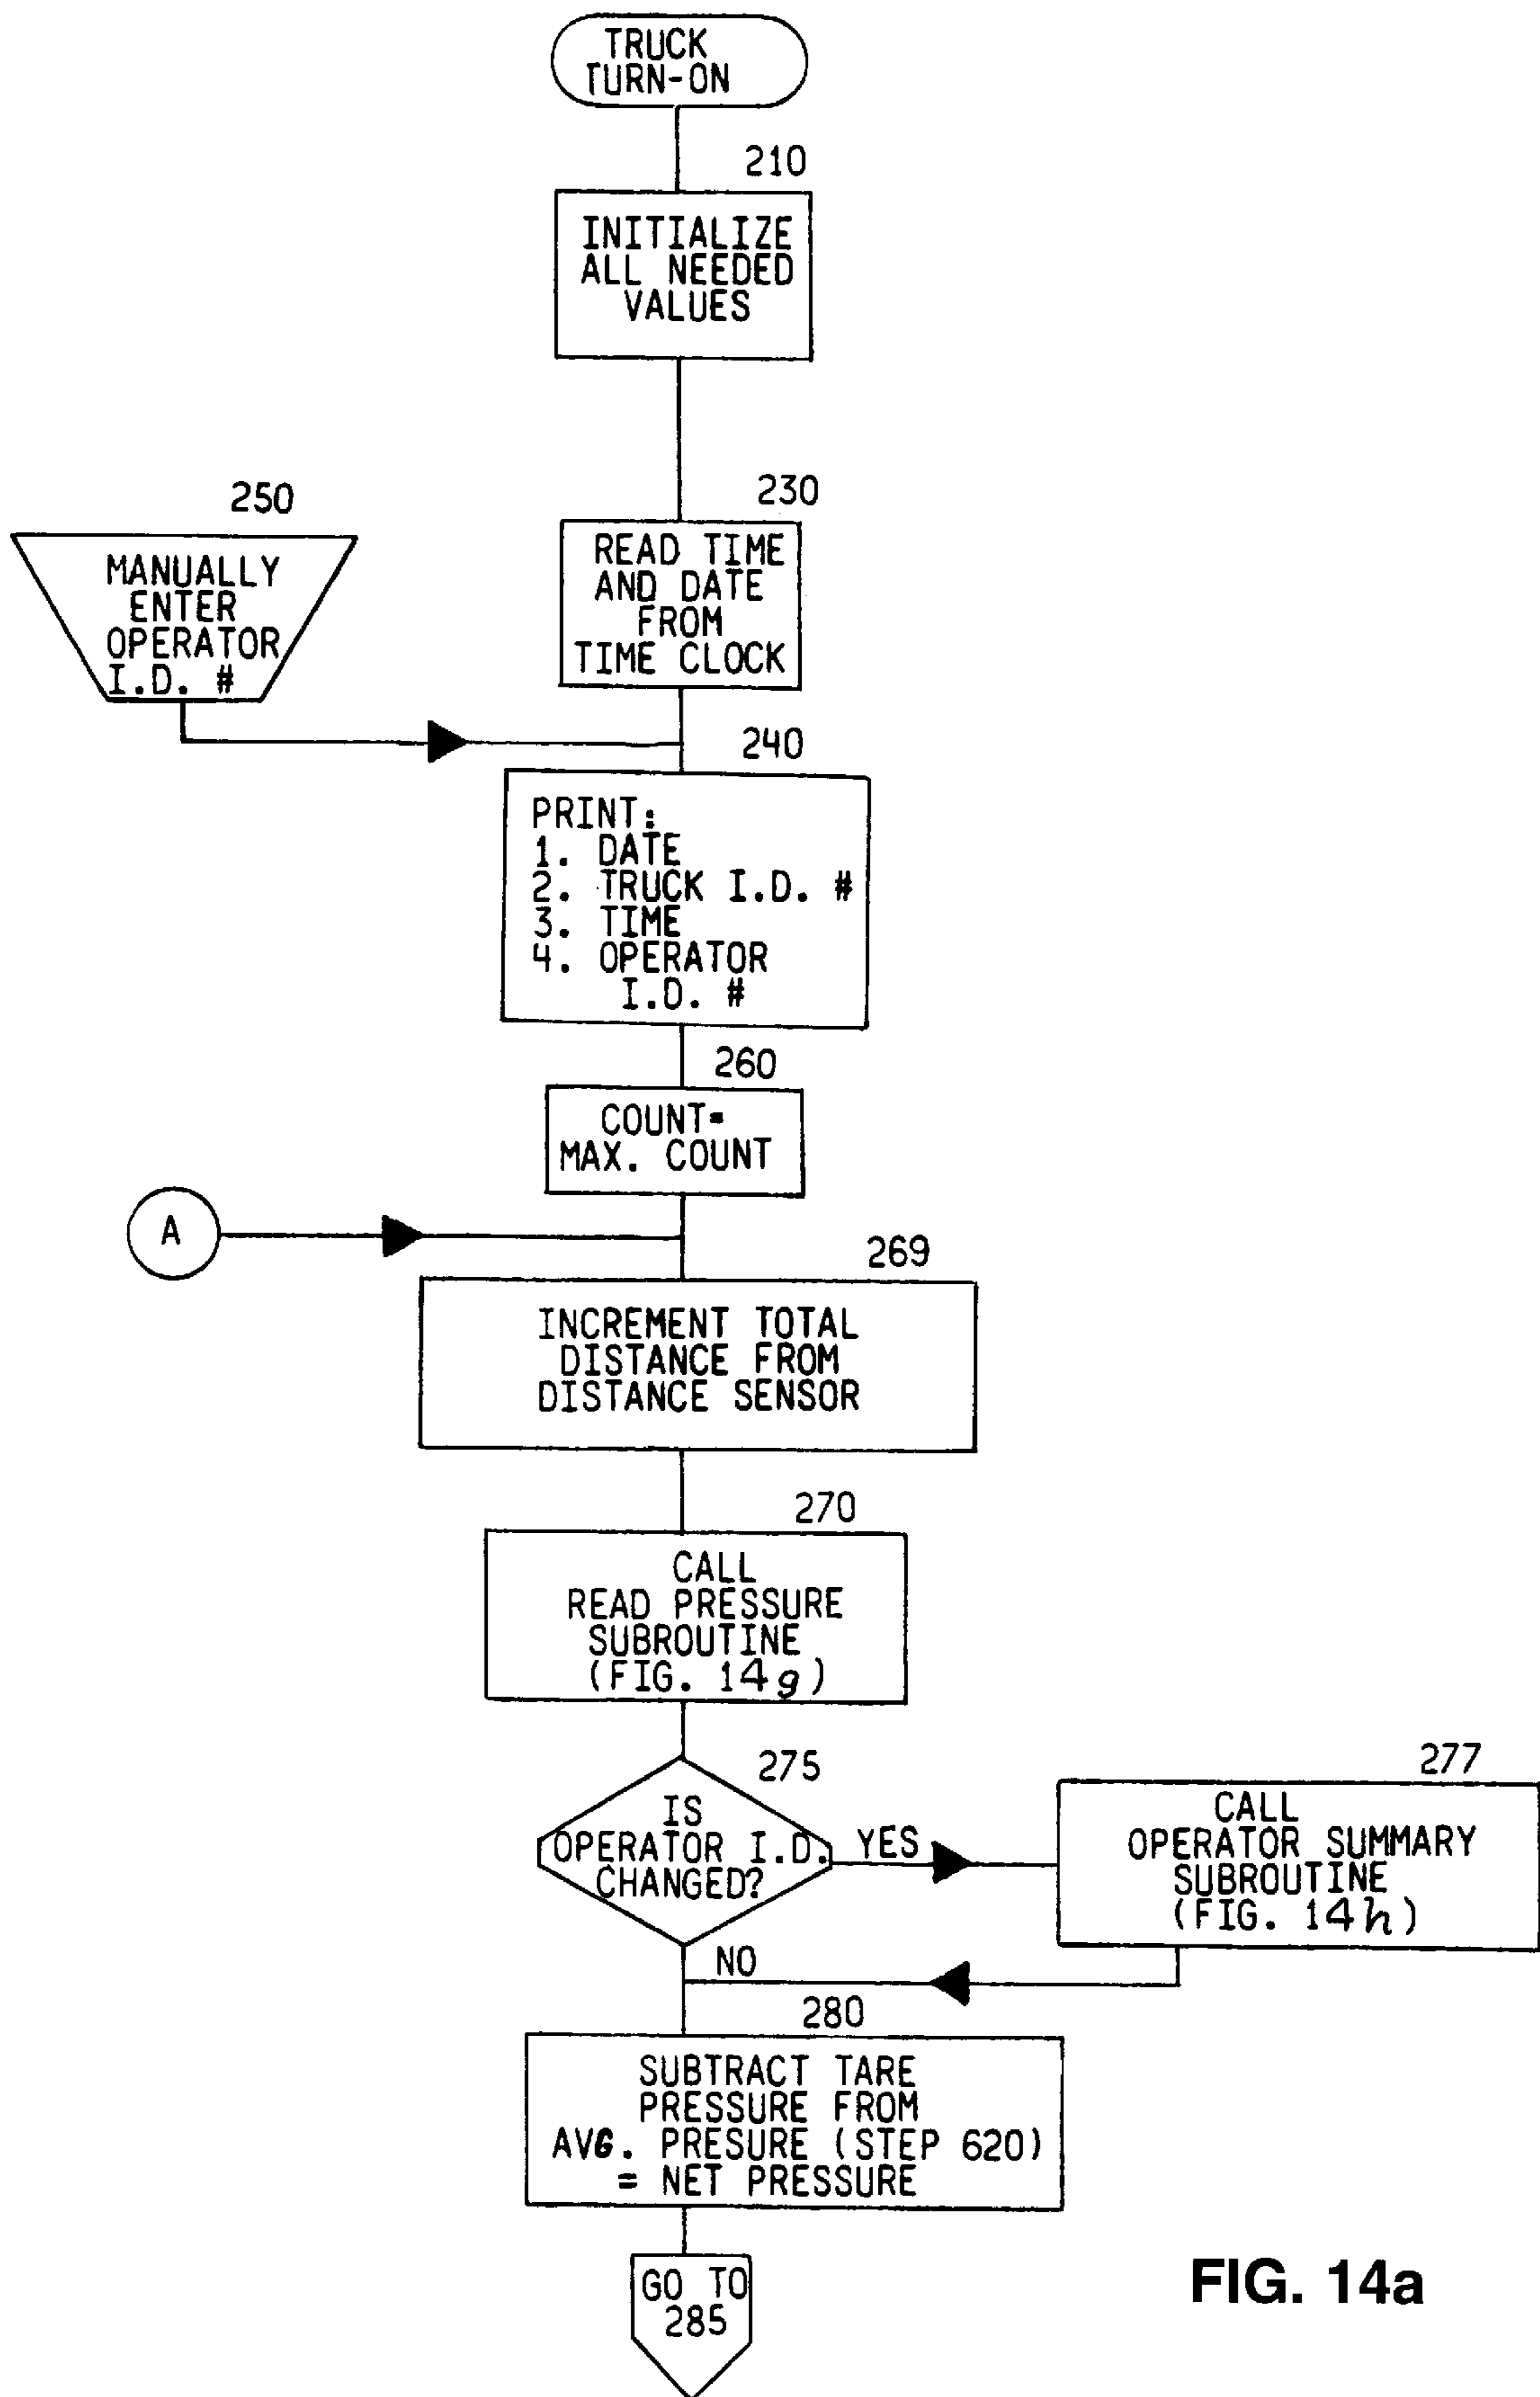 TRUCK
TURN-ON
210
INITIALIZE
ALL NEEDED
VALUES
230
READ TIME
AND DATE
FROM
TIME CLOCK
250
MANUALLY
ENTER
OPERATOR
I.D. #
240
PRINT:
1. DATE
2. TRUCK I.D. #
3. TIME
4. OPERATOR
I.D. #
260
COUNT=
MAX. COUNT
A
269
INCREMENT TOTAL
DISTANCE FROM
DISTANCE SENSOR
270
CALL
READ PRESSURE
SUBROUTINE
(FIG. 14g)
275
IS
OPERATOR I.D.
CHANGED?
YES
277
CALL
OPERATOR SUMMARY
SUBROUTINE
(FIG. 14h)
NO
280
SUBTRACT TARE
PRESSURE FROM
AVG. PRESURE (STEP 620)
= NET PRESSURE
GO TO
285
FIG. 14a